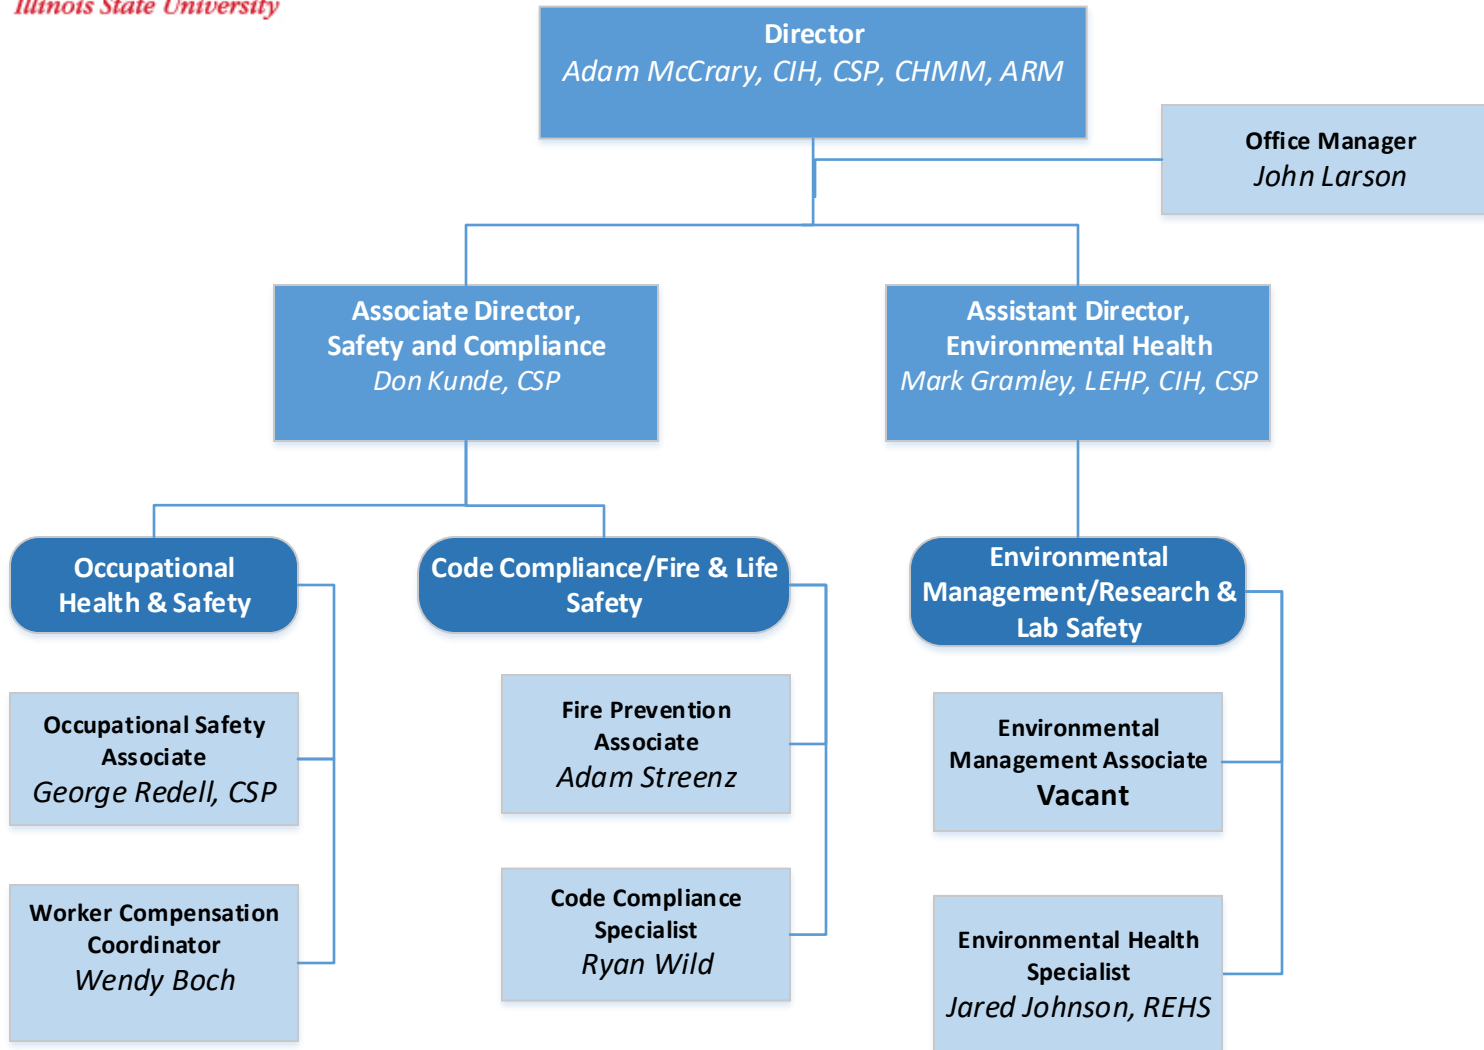 Illinois State University
Director
Adam McCrary, CIH, CSP, CHMM, ARM
Office Manager
John Larson
Associate Director,
Safety and Compliance
Don Kunde, CSP
Assistant Director,
Environmental Health
Mark Gramley, LEHP, CIH, CSP
Occupational
Health & Safety
Code Compliance/Fire & Life
Safety
Environmental
Management/Research &
Lab Safety
Occupational Safety
Associate
George Redell, CSP
Fire Prevention
Associate
Adam Streenz
Environmental
Management Associate
Vacant
Worker Compensation
Coordinator
Wendy Boch
Code Compliance
Specialist
Ryan Wild
Environmental Health
Specialist
Jared Johnson, REHS